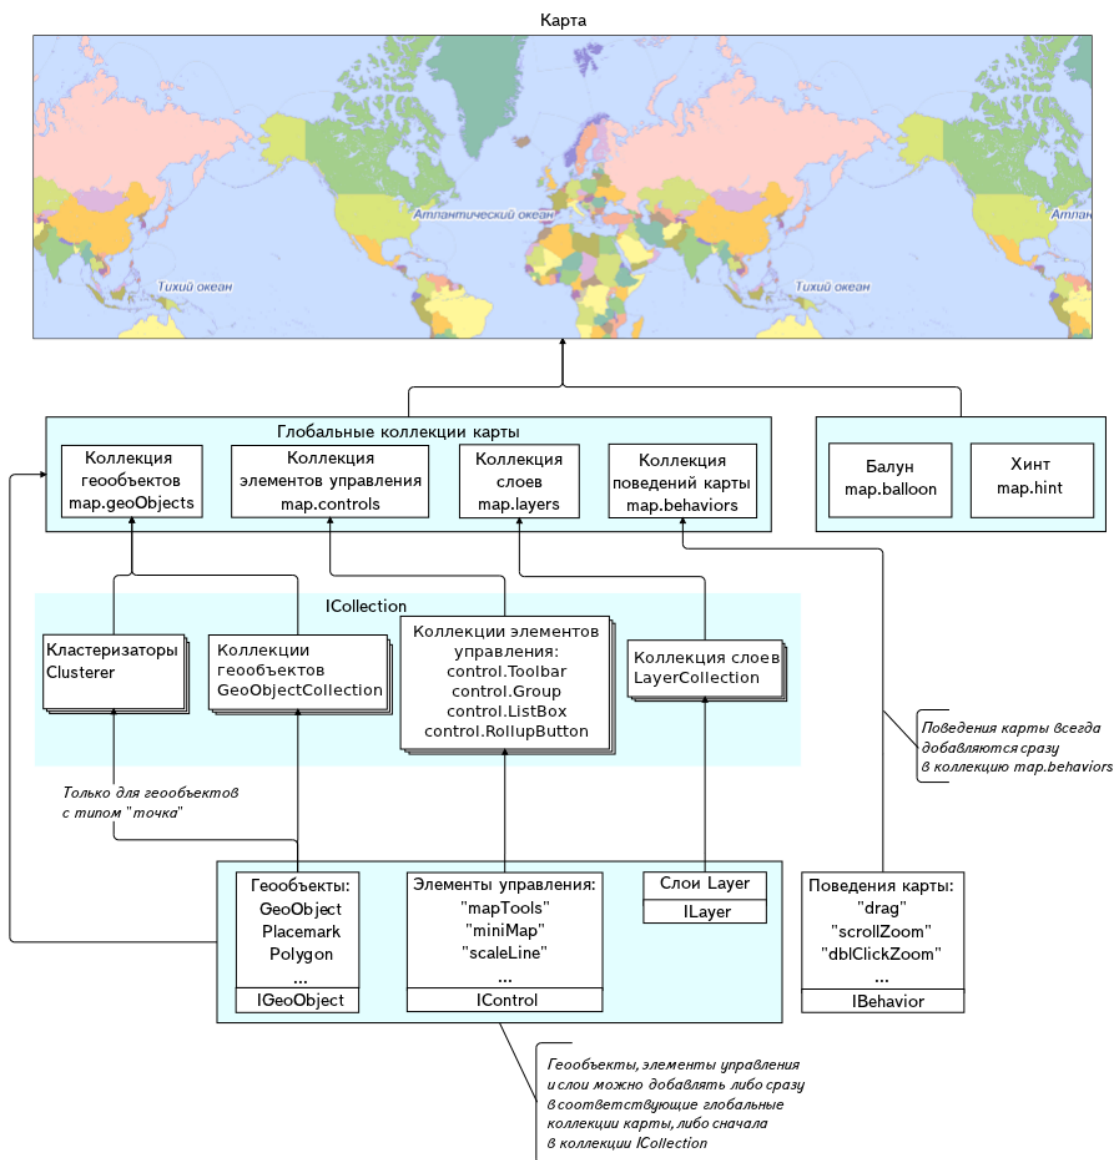 Карта
Атлантический океан
Атлан
Тихий океан
Тихий океан
Глобальные коллекции карты
Коллекция
геообъектов
map.geoObjects
Коллекция
элементов управления
map.controls
Коллекция
слоев
map.layers
Коллекция
поведений карты
map.behaviors
Балун
map.balloon
Хинт
map.hint
ICollection
Кластеризаторы
Clusterer
Коллекции
геообъектов
GeoObjectCollection
Коллекции элементов
управления:
control.Toolbar
control.Group
control.ListBox
control.RollupButton
Коллекция слоев
LayerCollection
Поведения карты всегда
добавляются сразу
в коллекцию map.behaviors
Только для геообъектов
с типом "точка"
Геообъекты:
GeoObject
Placemark
Polygon
...
IGeoObject
Элементы управления:
"mapTools"
"miniMap"
"scaleLine"
...
IControl
Слои Layer
ILayer
Поведения карты:
"drag"
"scrollZoom"
"dblClickZoom"
...
IBehavior
Геообъекты, элементы управления
и слои можно добавлять либо сразу
в соответствующие глобальные
коллекции карты, либо сначала
в коллекции ICollection